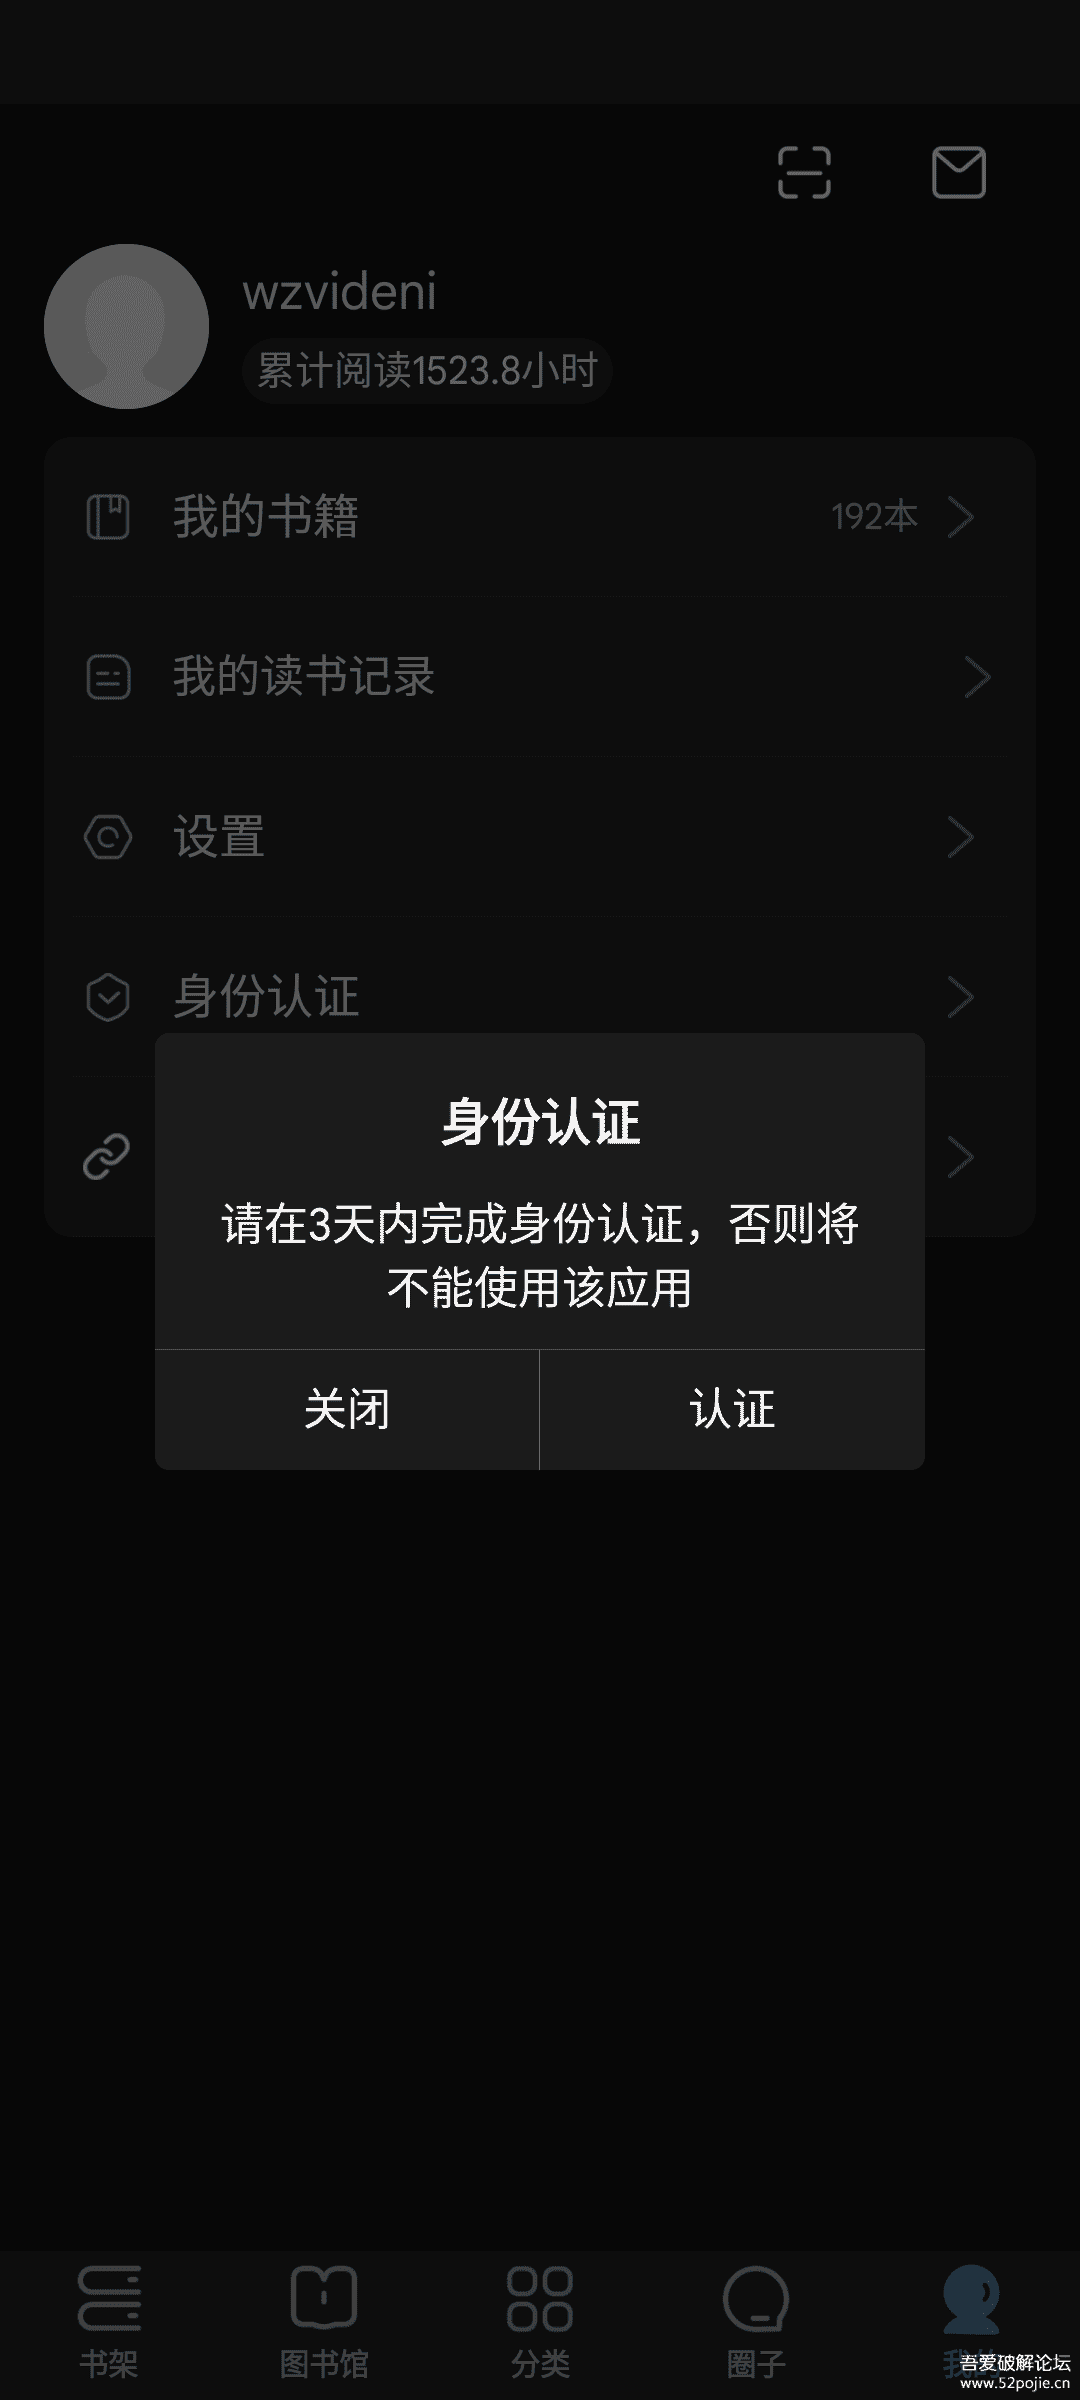 wzvideni
累计阅读1523.8小时
我的书籍
192本
我的读书记录
设置
身份认证
身份认证
请在3天内完成身份认证，否则将
不能使用该应用
关闭
认证
书架
图书馆
分类
圈子
我的
吾爱破解论坛
www.52pojie.cn